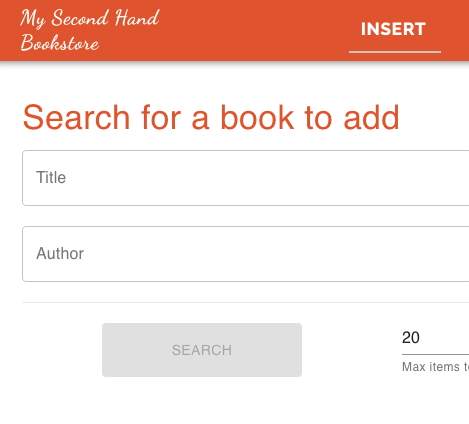 My Second Hand
Bookstore
INSERT
Search for a book to add
Title
Author
SEARCH
20
Max items